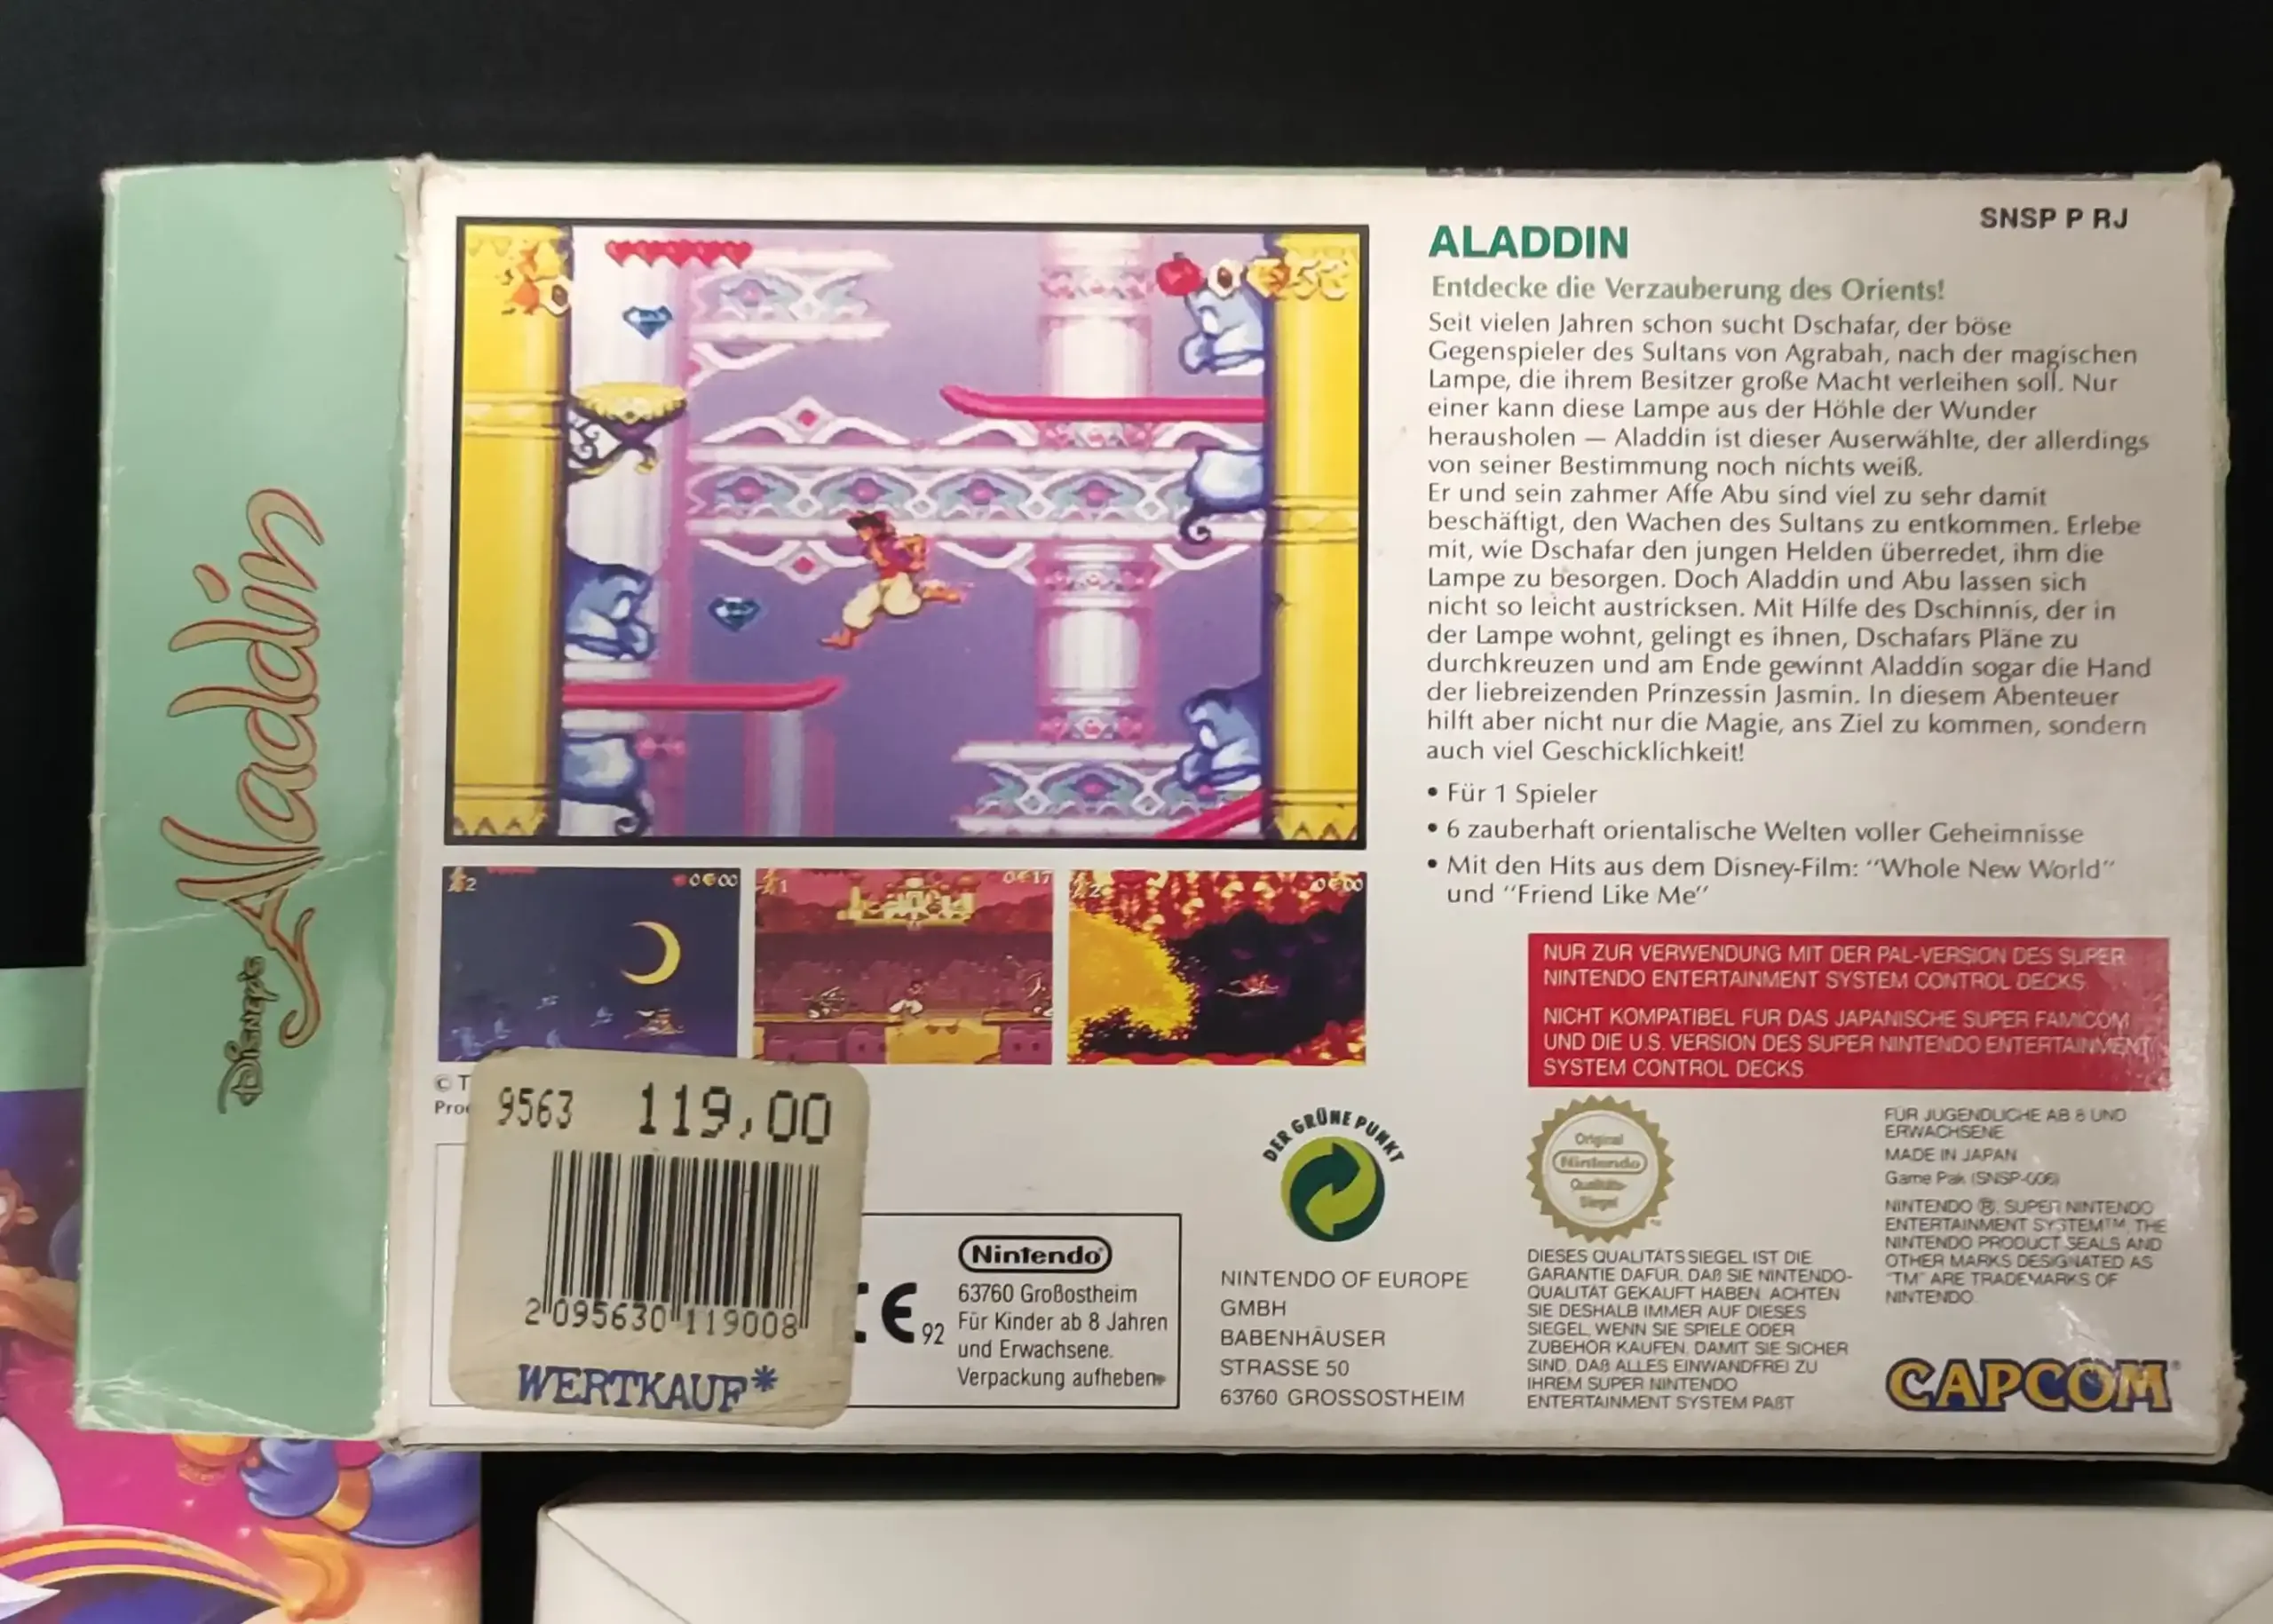 Disney's
Aladdin
SNSP P RJ
ALADDIN
Entdecke die Verzauberung des Orients!
Seit vielen Jahren schon sucht Dschafar, der böse
Gegenspieler des Sultans von Agrabah, nach der magischen
Lampe, die ihrem Besitzer große Macht verleihen soll. Nur
einer kann diese Lampe aus der Höhle der Wunder
herausholen — Aladdin ist dieser Auserwählte, der allerdings
von seiner Bestimmung noch nichts weiß.
Er und sein zahmer Affe Abu sind viel zu sehr damit
beschäftigt, den Wachen des Sultans zu entkommen. Erlebe
mit, wie Dschafar den jungen Helden überredet, ihm die
Lampe zu besorgen. Doch Aladdin und Abu lassen sich
nicht so leicht austricksen. Mit Hilfe des Dschinnis, der in
der Lampe wohnt, gelingt es ihnen, Dschafars Pläne zu
durchkreuzen und am Ende gewinnt Aladdin sogar die Hand
der liebreizenden Prinzessin Jasmin. In diesem Abenteuer
hilft aber nicht nur die Magie, ans Ziel zu kommen, sondern
auch viel Geschicklichkeit!
• Für 1 Spieler
• 6 zauberhaft orientalische Welten voller Geheimnisse
• Mit den Hits aus dem Disney-Film: "Whole New World"
und "Friend Like Me"
NUR ZUR VERWENDUNG MIT DER PAL-VERSION DES SUPER
NINTENDO ENTERTAINMENT SYSTEM CONTROL DECKS
NICHT KOMPATIBEL FUR DAS JAPANISCHE SUPER FAMICOM
UND DIE U.S. VERSION DES SUPER NINTENDO ENTERTAINMENT
SYSTEM CONTROL DECKS
2
0 00
1
0 17
2
0 00
© T
Pro
9563 119,00
2 095630 119008
WERTKAUF*
CE 92
Nintendo
63760 Großostheim
Für Kinder ab 8 Jahren
und Erwachsene.
Verpackung aufheben
DER GRÜNE PUNKT
NINTENDO OF EUROPE
GMBH
BABENHÄUSER
STRASSE 50
63760 GROSSOSTHEIM
Original
Nintendo
Qualitäts-
Siegel
DIESES QUALITÄTSSIEGEL IST DIE
GARANTIE DAFÜR, DAß SIE NINTENDO-
QUALITÄT GEKAUFT HABEN. ACHTEN
SIE DESHALB IMMER AUF DIESES
SIEGEL, WENN SIE SPIELE ODER
ZUBEHÖR KAUFEN, DAMIT SIE SICHER
SIND, DAß ALLES EINWANDFREI ZU
IHREM SUPER NINTENDO
ENTERTAINMENT SYSTEM PAßT
FÜR JUGENDLICHE AB 8 UND
ERWACHSENE
MADE IN JAPAN
Game Pak (SNSP-006)
NINTENDO ®, SUPER NINTENDO
ENTERTAINMENT SYSTEM™, THE
NINTENDO PRODUCT SEALS AND
OTHER MARKS DESIGNATED AS
"TM" ARE TRADEMARKS OF
NINTENDO.
CAPCOM®